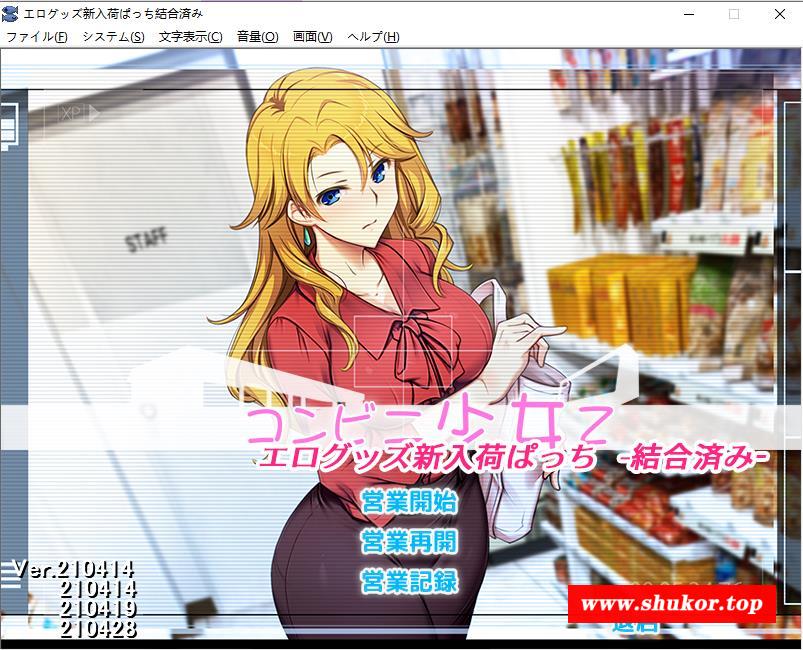 エログッズ新入荷ぱっち結合済み
ファイル(F) システム(S) 文字表示(C) 音量(O) 画面(V) ヘルプ(H)
XP
STAFF
コンビニ少女Z
エログッズ新入荷ぱっち -結合済み-
営業開始
営業再開
営業記録
Ver.210414
210414
210419
210428
www.shukor.top